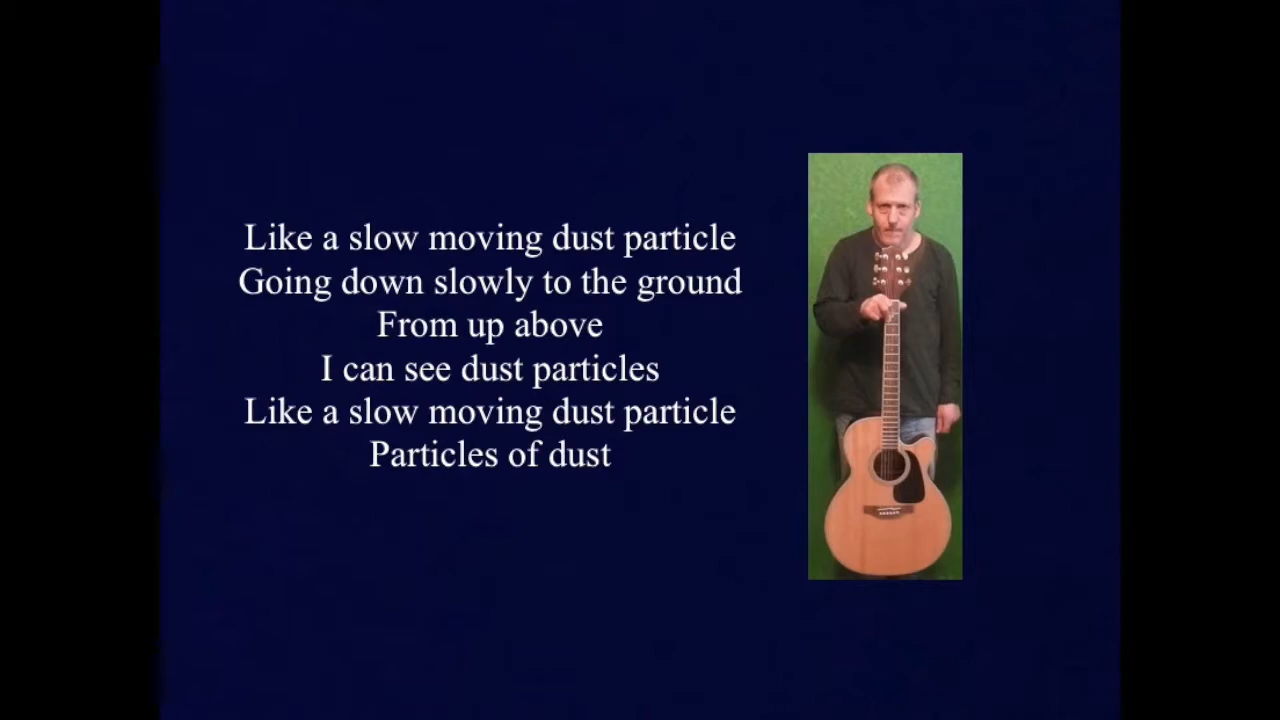 Like a slow moving dust particle
Going down slowly to the ground
From up above
I can see dust particles
Like a slow moving dust particle
Particles of dust